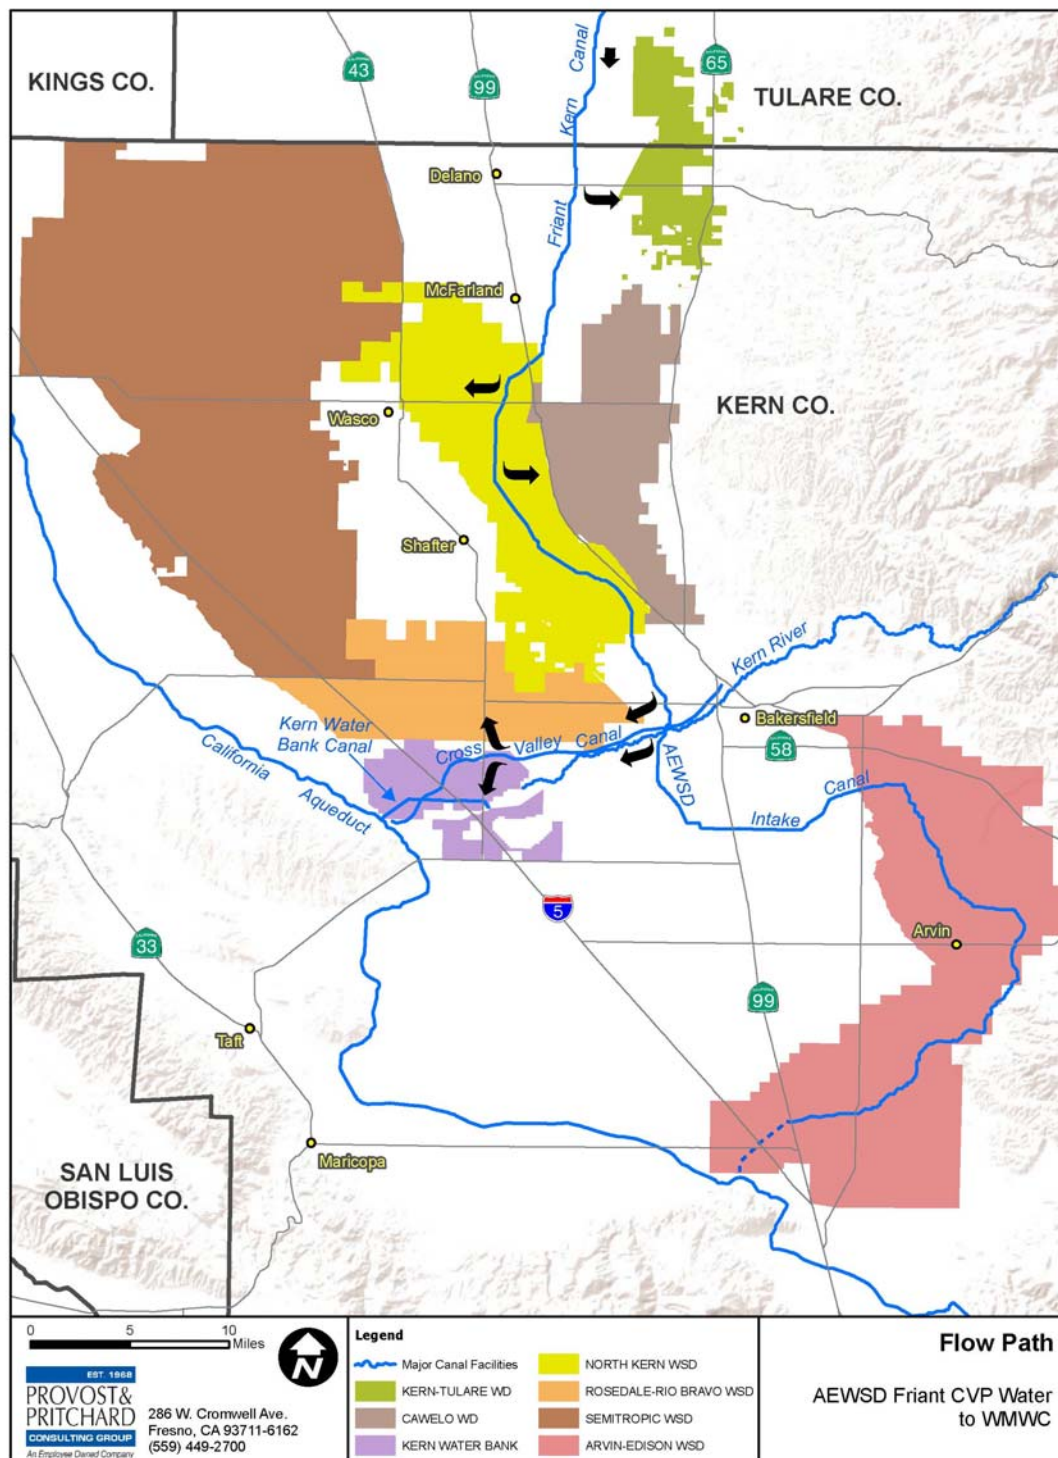 KINGS CO.
43
99
65
TULARE CO.
Friant Kern Canal
Delano
McFarland
KERN CO.
Wasco
Shafter
Kern River
Kern Water
Bank Canal
Cross Valley Canal
Bakersfield
58
California Aqueduct
AEWSD Intake Canal
5
Arvin
33
99
Taft
Maricopa
SAN LUIS
OBISPO CO.
0 5 10
Miles
N
EST. 1968
PROVOST&
PRITCHARD
CONSULTING GROUP
An Employee Owned Company
286 W. Cromwell Ave.
Fresno, CA 93711-6162
(559) 449-2700
Legend
Major Canal Facilities
KERN-TULARE WD
CAWELO WD
KERN WATER BANK
NORTH KERN WSD
ROSEDALE-RIO BRAVO WSD
SEMITROPIC WSD
ARVIN-EDISON WSD
Flow Path
AEWSD Friant CVP Water
to WMWC